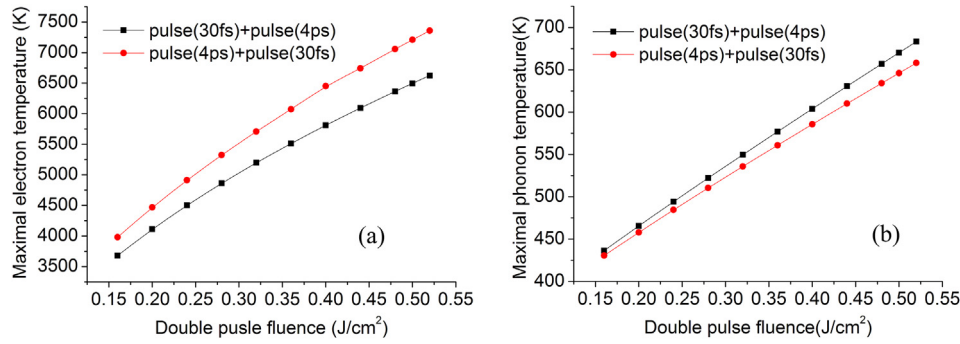 Maximal electron temperature (K)
7500
7000
6500
6000
5500
5000
4500
4000
3500
pulse(30fs)+pulse(4ps)
pulse(4ps)+pulse(30fs)
(a)
0.15 0.20 0.25 0.30 0.35 0.40 0.45 0.50 0.55
Double pusle fluence (J/cm²)
Maximal phonon temperature(K)
700
650
600
550
500
450
400
pulse(30fs)+pulse(4ps)
pulse(4ps)+pulse(30fs)
(b)
0.15 0.20 0.25 0.30 0.35 0.40 0.45 0.50 0.55
Double pulse fluence(J/cm²)